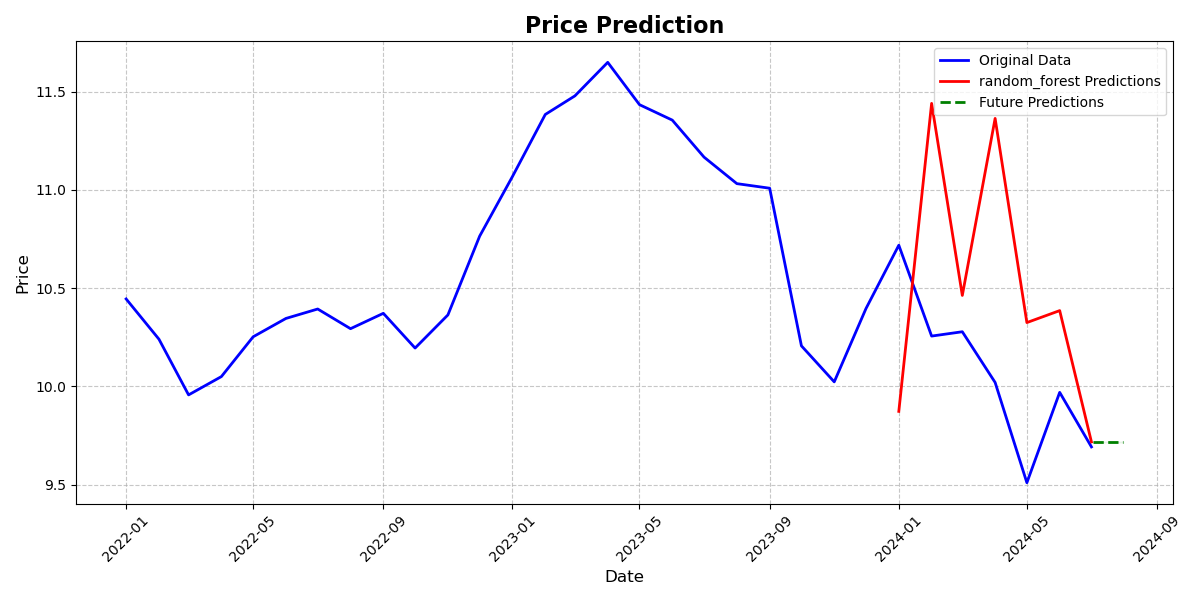 Price Prediction
Original Data
random_forest Predictions
Future Predictions
Price
11.5
11.0
10.5
10.0
9.5
2022-01
2022-05
2022-09
2023-01
2023-05
2023-09
2024-01
2024-05
2024-09
Date